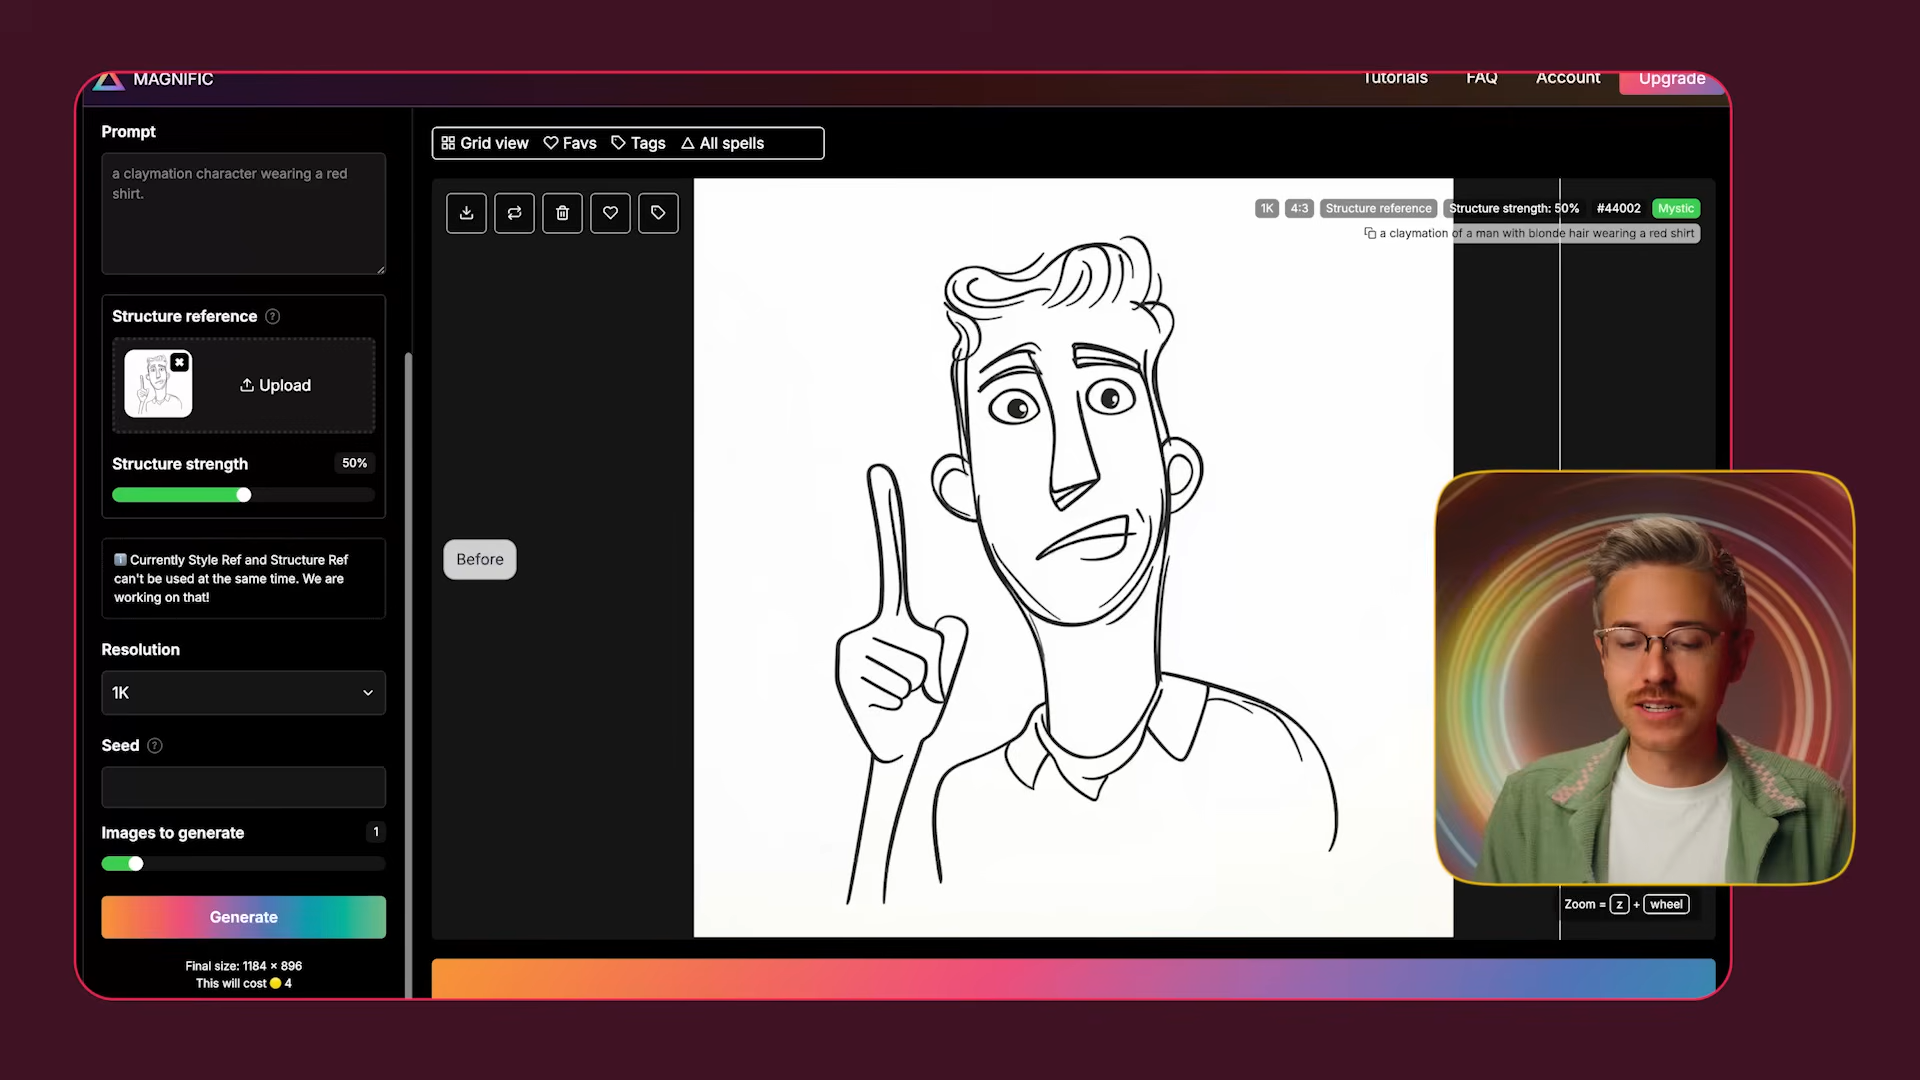 MAGNIFIC
Tutorials FAQ Account Upgrade
Prompt
a claymation character wearing a red
shirt.
Structure reference ?
Upload
Structure strength 50%
Currently Style Ref and Structure Ref
can't be used at the same time. We are
working on that!
Resolution
1K
Seed ?
Images to generate 1
Generate
Final size: 1184 × 896
This will cost 4
Grid view Favs Tags All spells
1K 4:3 Structure reference Structure strength: 50% #44002 Mystic
a claymation of a man with blonde hair wearing a red shirt
Before
Zoom = z + wheel